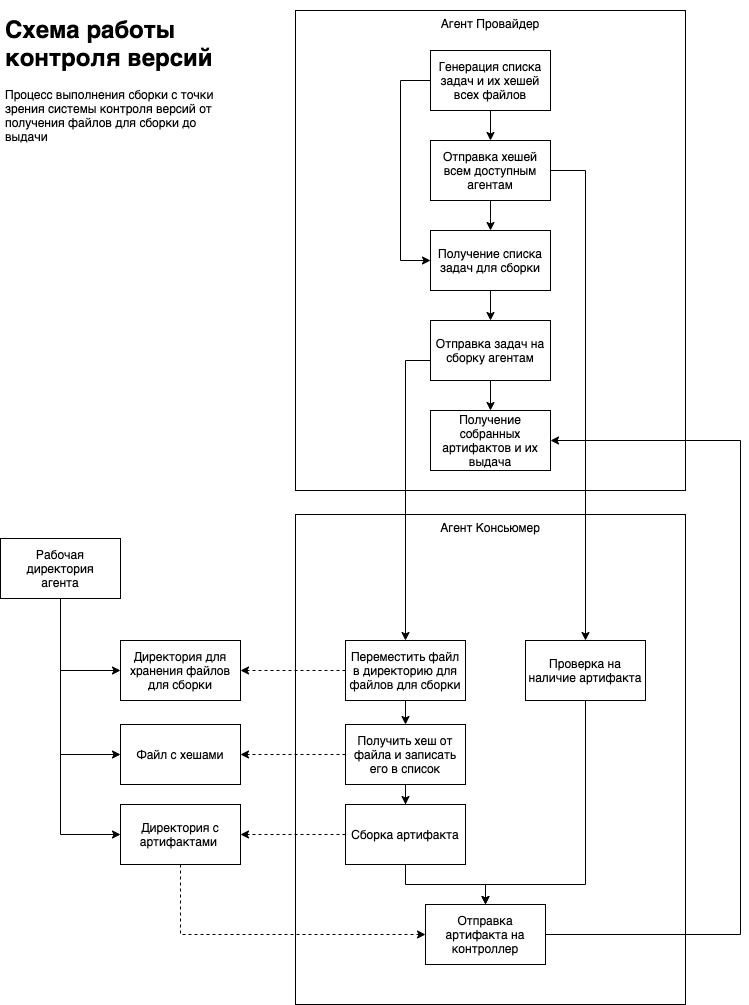 Схема работы
контроля версий
Процесс выполнения сборки с точки
зрения системы контроля версий от
получения файлов для сборки до
выдачи
Агент Провайдер
Генерация списка
задач и их хешей
всех файлов
Отправка хешей
всем доступным
агентам
Получение списка
задач для сборки
Отправка задач на
сборку агентам
Получение
собранных
артифактов и их
выдача
Агент Консьюмер
Рабочая
директория
агента
Директория для
хранения файлов
для сборки
Переместить файл
в директорию для
файлов для сборки
Проверка на
наличие артифакта
Файл с хешами
Получить хеш от
файла и записать
его в список
Директория с
артифактами
Сборка артифакта
Отправка
артифакта на
контроллер